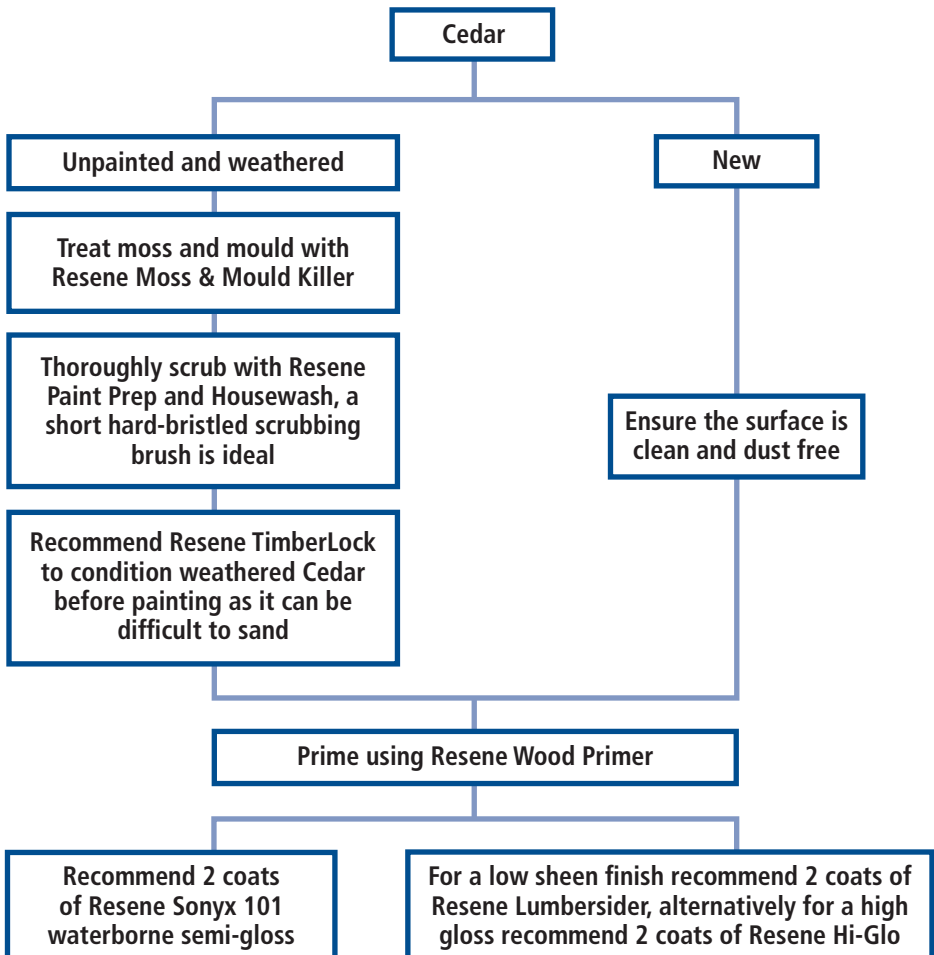 Cedar
Unpainted and weathered
New
Treat moss and mould with
Resene Moss & Mould Killer
Thoroughly scrub with Resene
Paint Prep and Housewash, a
short hard-bristled scrubbing
brush is ideal
Ensure the surface is
clean and dust free
Recommend Resene TimberLock
to condition weathered Cedar
before painting as it can be
difficult to sand
Prime using Resene Wood Primer
Recommend 2 coats
of Resene Sonyx 101
waterborne semi-gloss
For a low sheen finish recommend 2 coats of
Resene Lumbersider, alternatively for a high
gloss recommend 2 coats of Resene Hi-Glo